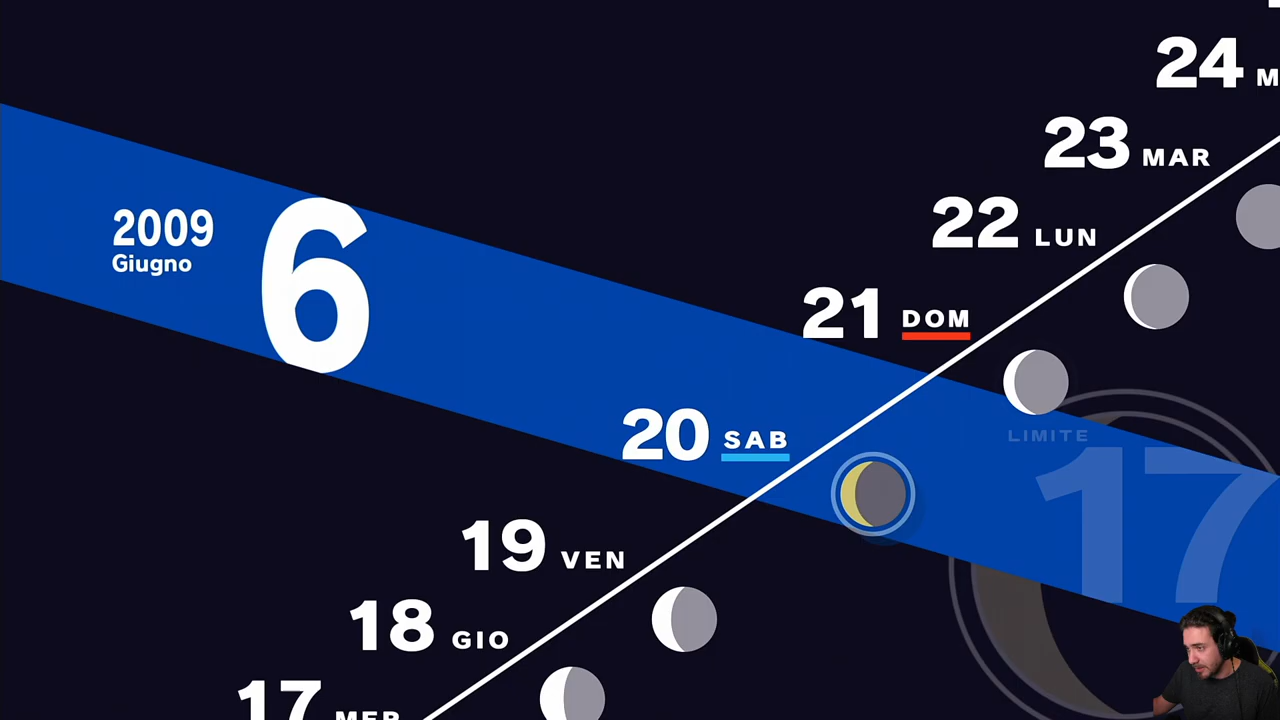 24 M
23 MAR
22 LUN
21 DOM
2009
Giugno
6
20 SAB
LIMITE
17
19 VEN
18 GIO
17 MER